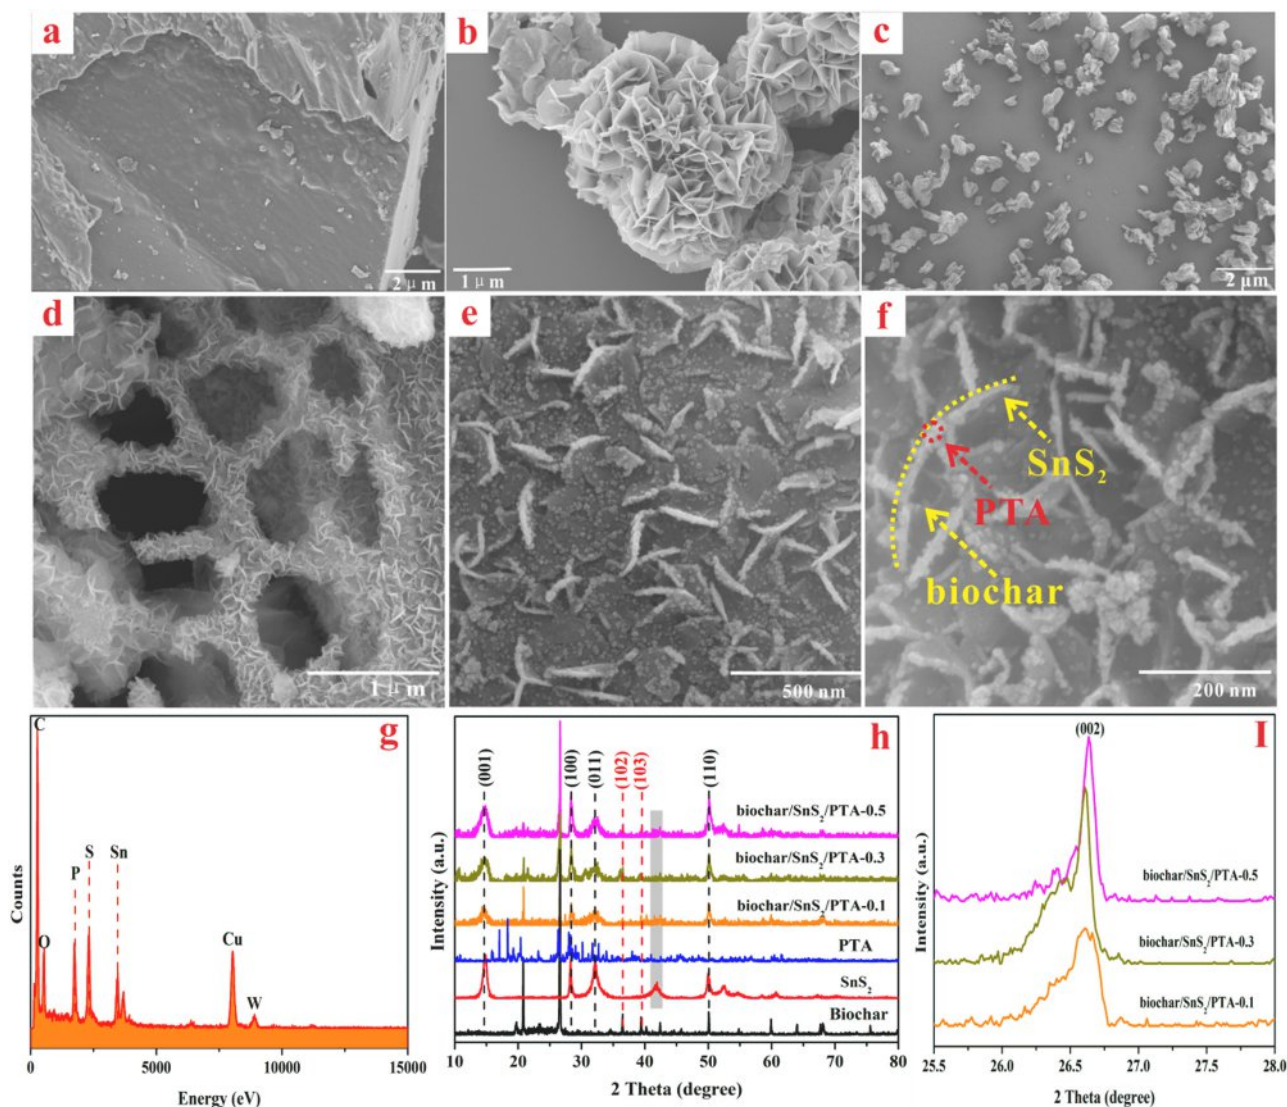 a
b
c
2 μm
1 μm
2 μm
d
e
f
SnS₂
PTA
biochar
1 μm
500 nm
200 nm
g
C
O
P
S
Sn
Cu
W
Counts
0
5000
10000
15000
Energy (eV)
h
(001)
(100)
(011)
(102)
(103)
(110)
biochar/SnS₂/PTA-0.5
biochar/SnS₂/PTA-0.3
biochar/SnS₂/PTA-0.1
PTA
SnS₂
Biochar
Intensity (a.u.)
10 20 30 40 50 60 70 80
2 Theta (degree)
I
(002)
biochar/SnS₂/PTA-0.5
biochar/SnS₂/PTA-0.3
biochar/SnS₂/PTA-0.1
Intensity (a.u.)
25.5 26.0 26.5 27.0 27.5 28.0
2 Theta (degree)